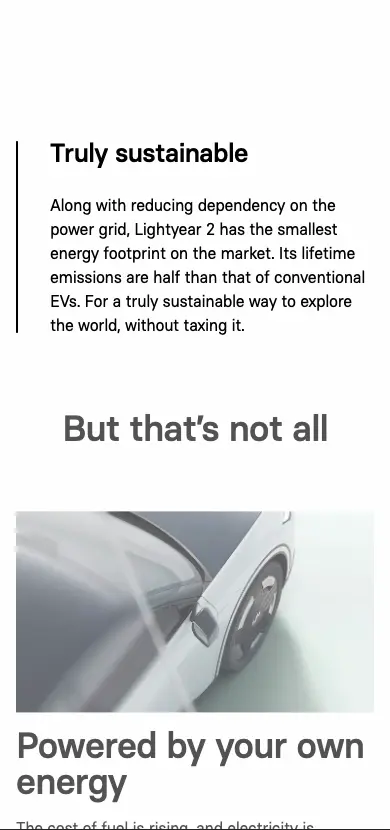 Truly sustainable
Along with reducing dependency on the
power grid, Lightyear 2 has the smallest
energy footprint on the market. Its lifetime
emissions are half than that of conventional
EVs. For a truly sustainable way to explore
the world, without taxing it.
But that’s not all
Powered by your own
energy
The cost of fuel is rising, and electricity is